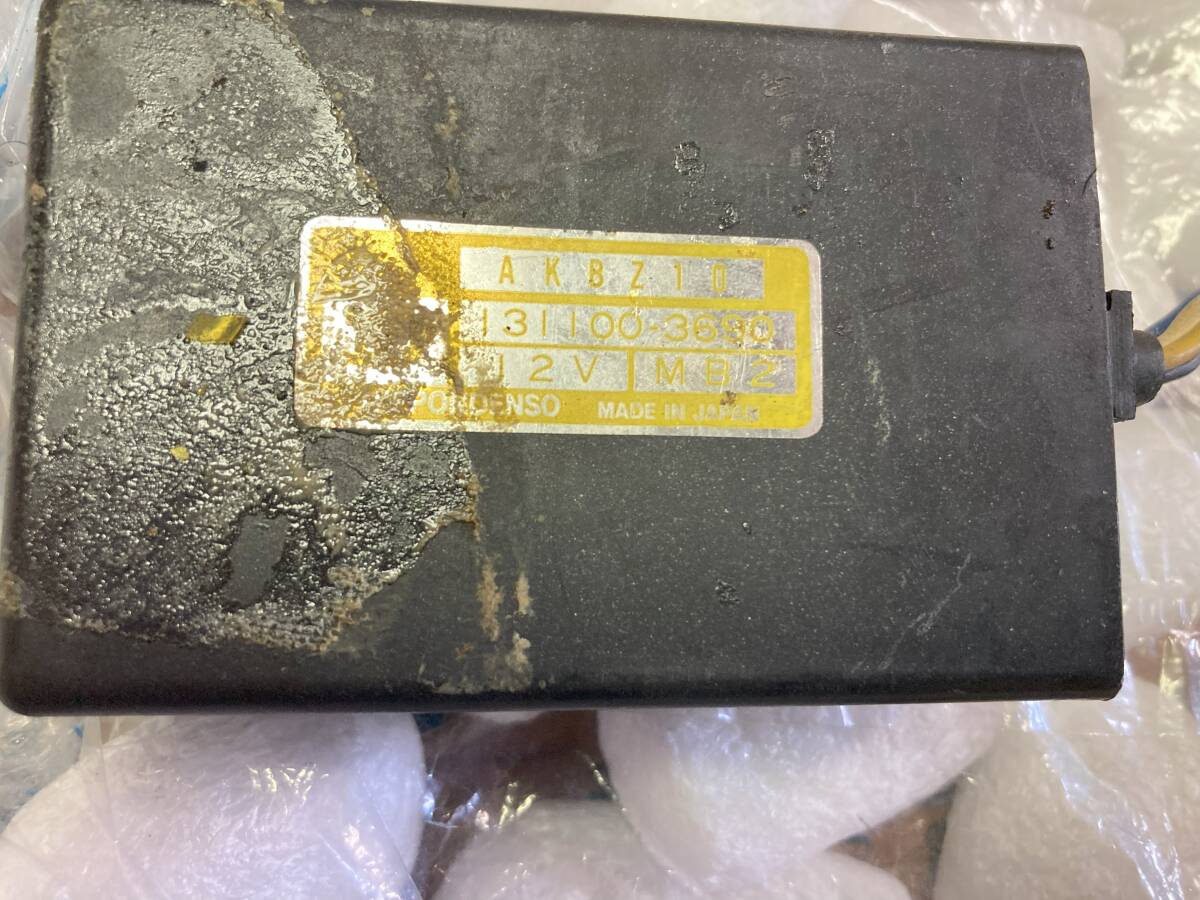 AKBZ10
131100-3690
12V MB2
PONDENSO MADE IN JAPAN